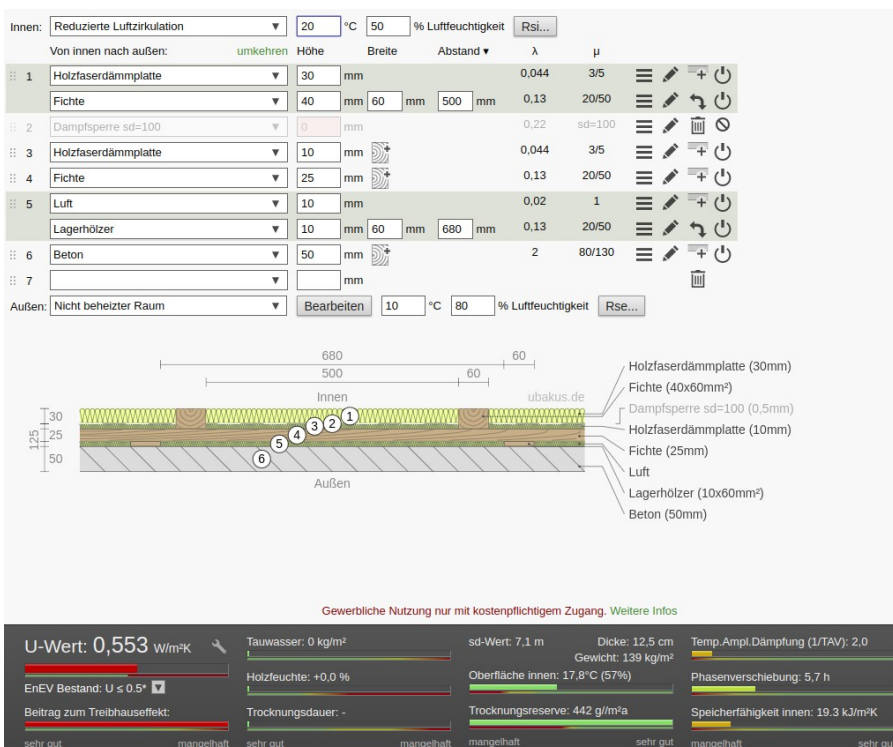 Innen: Reduzierte Luftzirkulation ▼ 20 °C 50 % Luftfeuchtigkeit Rsi...
Von innen nach außen: umkehren Höhe Breite Abstand ▾ λ μ
1 Holzfaserdämmplatte ▼ 30 mm 0,044 3/5
Fichte ▼ 40 mm 60 mm 500 mm 0,13 20/50
2 Dampfsperre sd=100 ▼ 0 mm 0,22 sd=100
3 Holzfaserdämmplatte ▼ 10 mm 0,044 3/5
4 Fichte ▼ 25 mm 0,13 20/50
5 Luft ▼ 10 mm 0,02 1
Lagerhölzer ▼ 10 mm 60 mm 680 mm 0,13 20/50
6 Beton ▼ 50 mm 2 80/130
7 ▼ mm
Außen: Nicht beheizter Raum ▼ Bearbeiten 10 °C 80 % Luftfeuchtigkeit Rse...
680 60
500 60
Innen ubakus.de
Holzfaserdämmplatte (30mm)
Fichte (40x60mm²)
Dampfsperre sd=100 (0,5mm)
Holzfaserdämmplatte (10mm)
Fichte (25mm)
Luft
Lagerhölzer (10x60mm²)
Beton (50mm)
30
125 25
50
1
2
3
4
5
6
Außen
Gewerbliche Nutzung nur mit kostenpflichtigem Zugang. Weitere Infos
U-Wert: 0,553 W/m²K
EnEV Bestand: U ≤ 0.5*
Beitrag zum Treibhauseffekt:
sehr gut mangelhaft
Tauwasser: 0 kg/m²
Holzfeuchte: +0,0 %
Trocknungsdauer: -
sehr gut mangelhaft
sd-Wert: 7,1 m Dicke: 12,5 cm
Gewicht: 139 kg/m²
Oberfläche innen: 17,8°C (57%)
Trocknungsreserve: 442 g//m²a
mangelhaft sehr gut
Temp.Ampl.Dämpfung (1/TAV): 2,0
Phasenverschiebung: 5,7 h
Speicherfähigkeit innen: 19.3 kJ/m²K
mangelhaft sehr gut